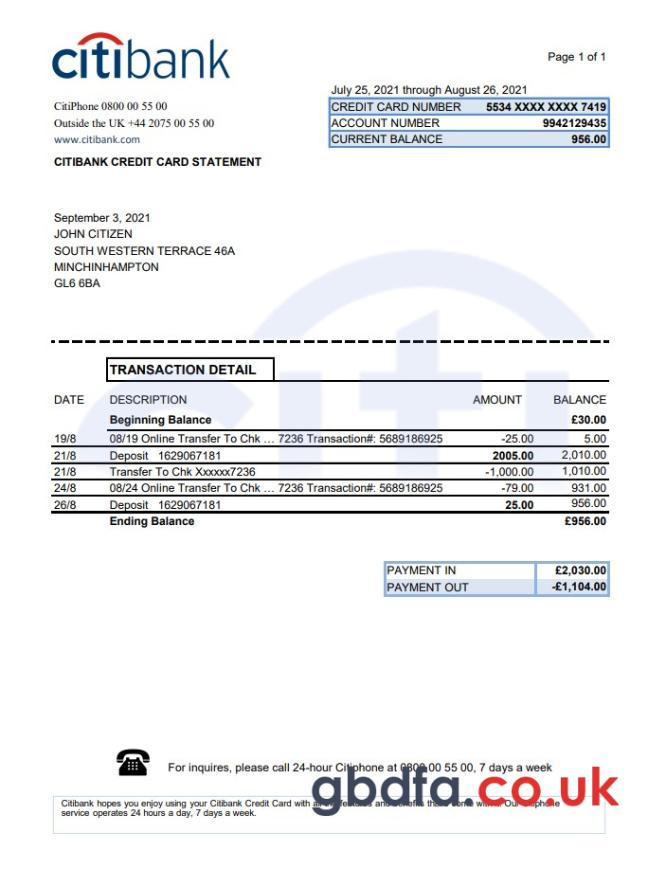 citibank
Page 1 of 1
July 25, 2021 through August 26, 2021
CitiPhone 0800 00 55 00
CREDIT CARD NUMBER 5534 XXXX XXXX 7419
Outside the UK +44 2075 00 55 00
ACCOUNT NUMBER 9942129435
www.citibank.com
CURRENT BALANCE 956.00
CITIBANK CREDIT CARD STATEMENT
September 3, 2021
JOHN CITIZEN
SOUTH WESTERN TERRACE 46A
MINCHINHAMPTON
GL6 6BA
citi
TRANSACTION DETAIL
DATE DESCRIPTION AMOUNT BALANCE
Beginning Balance £30.00
19/8 08/19 Online Transfer To Chk ... 7236 Transaction#: 5689186925 -25.00 5.00
21/8 Deposit 1629067181 2005.00 2,010.00
21/8 Transfer To Chk Xxxxxx7236 -1,000.00 1,010.00
24/8 08/24 Online Transfer To Chk ... 7236 Transaction#: 5689186925 -79.00 931.00
26/8 Deposit 1629067181 25.00 956.00
Ending Balance £956.00
PAYMENT IN £2,030.00
PAYMENT OUT -£1,104.00
For inquires, please call 24-hour Citiphone at 0800 00 55 00, 7 days a week
gbdfa.co.uk
Citibank hopes you enjoy using your Citibank Credit Card with and Our
service operates 24 hours a day, 7 days a week.